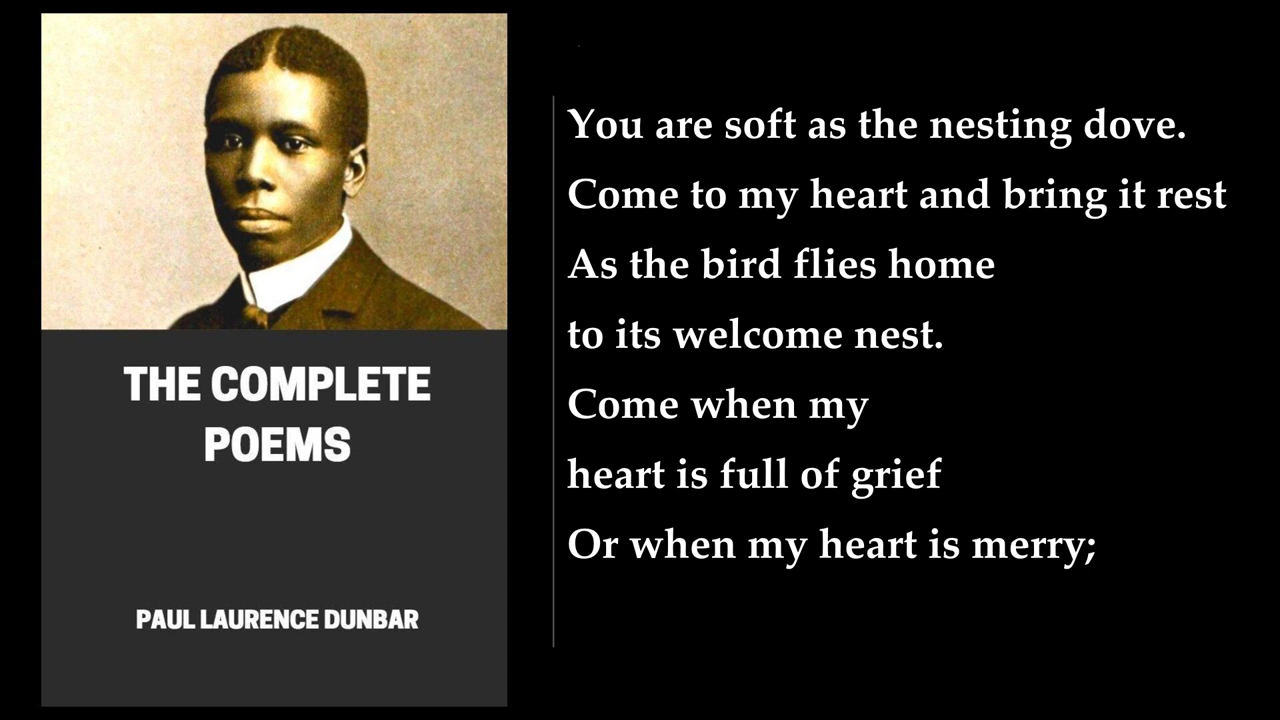 THE COMPLETE
POEMS
PAUL LAURENCE DUNBAR
You are soft as the nesting dove.
Come to my heart and bring it rest
As the bird flies home
to its welcome nest.
Come when my
heart is full of grief
Or when my heart is merry;